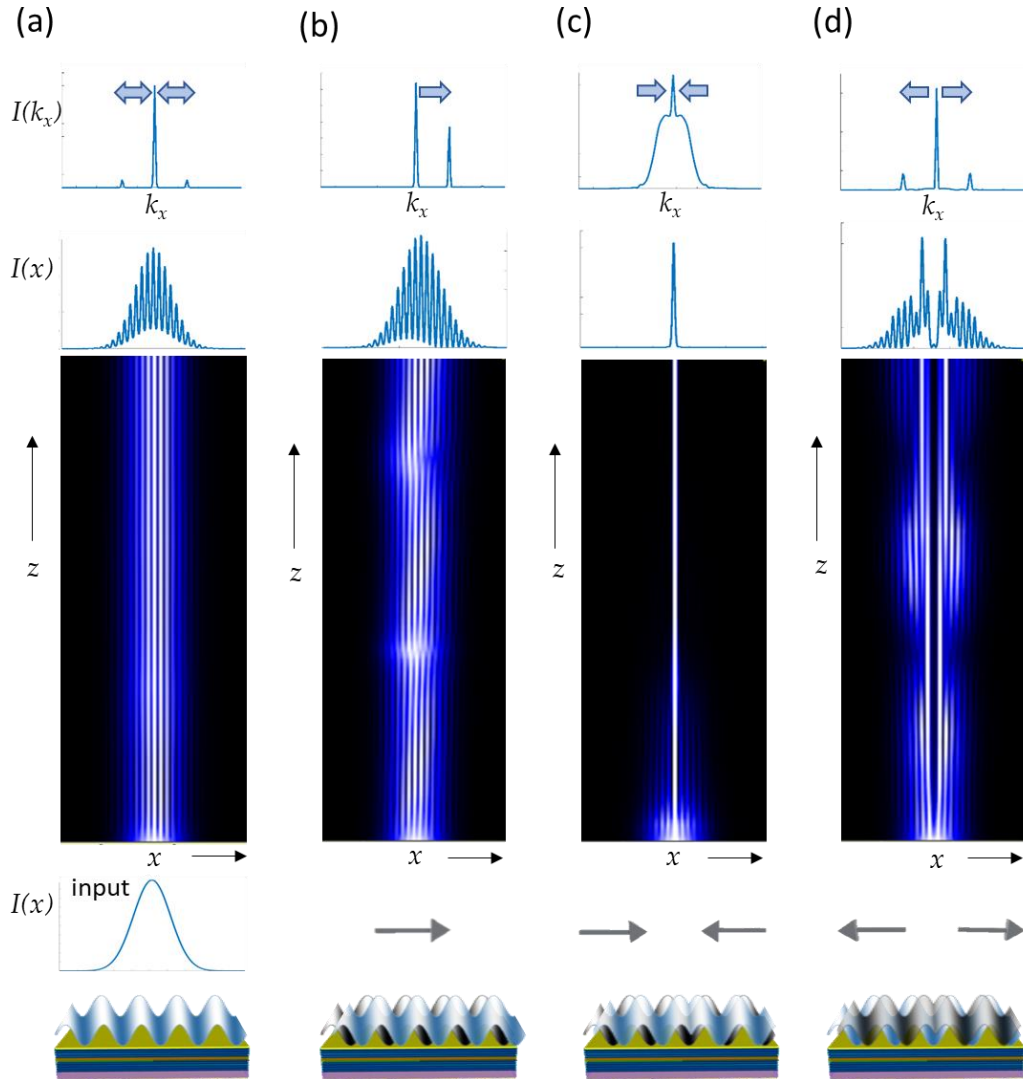 (a) (b) (c) (d)
I(kx)
kx kx kx kx
I(x)
z z z z
x x x x
I(x) input